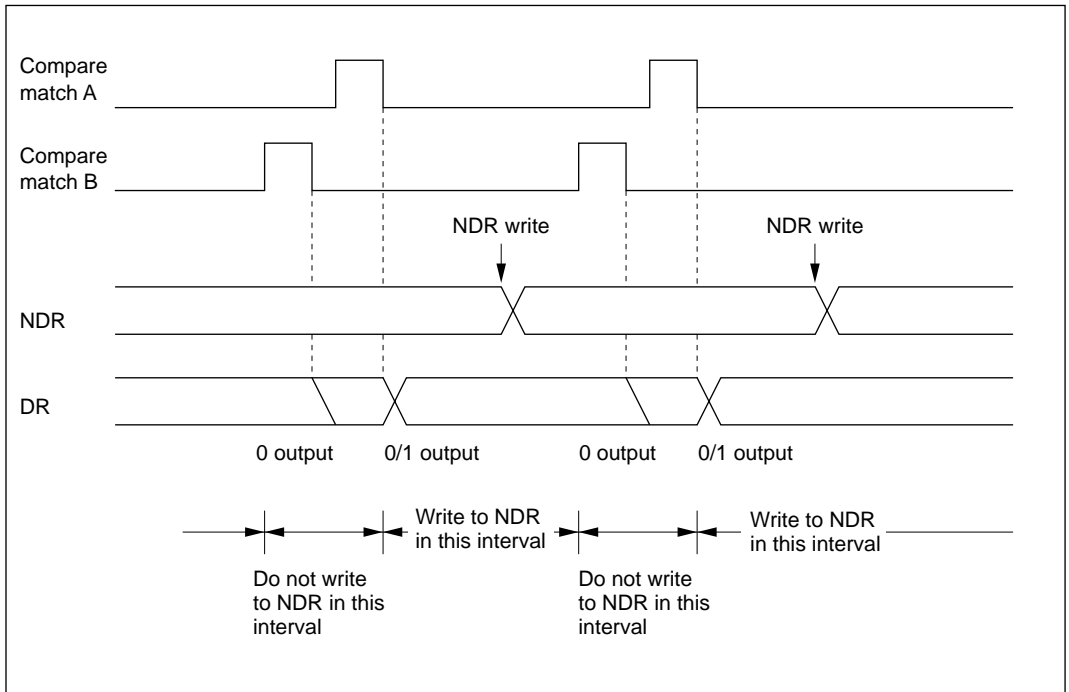 Compare
match A
Compare
match B
NDR write
NDR write
NDR
DR
0 output
0/1 output
0 output
0/1 output
Write to NDR
in this interval
Write to NDR
in this interval
Do not write
to NDR in this
interval
Do not write
to NDR in this
interval